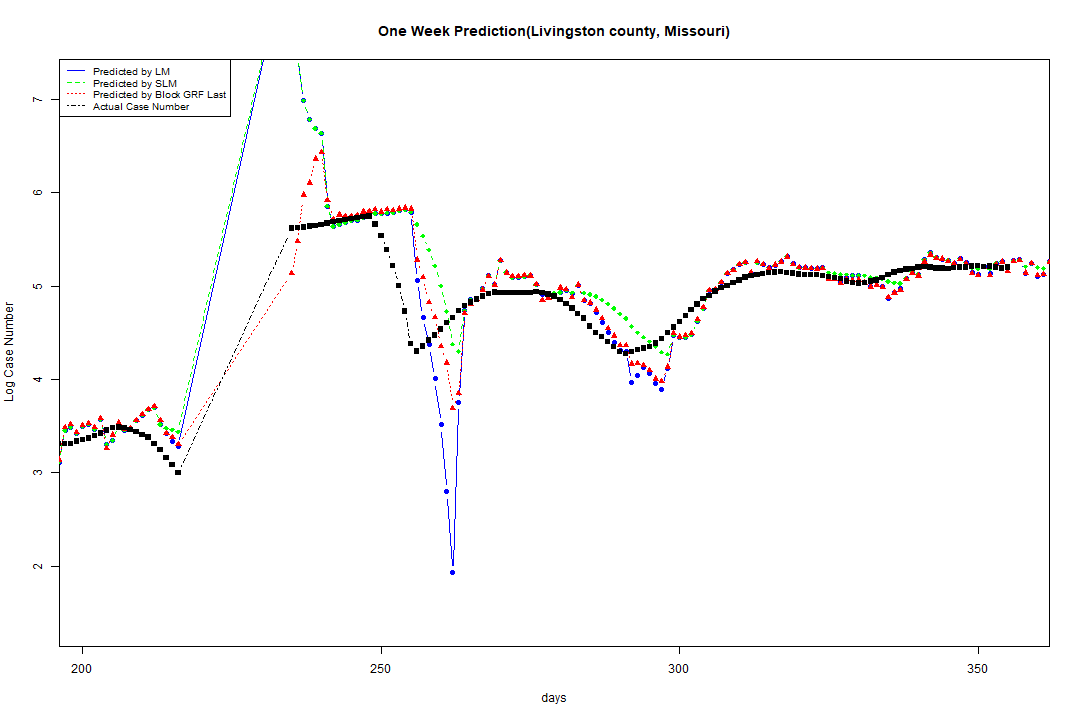 One Week Prediction(Livingston county, Missouri)
Predicted by LM
Predicted by SLM
Predicted by Block GRF Last
Actual Case Number
7
6
5
4
3
2
Log Case Number
200 250 300 350
days